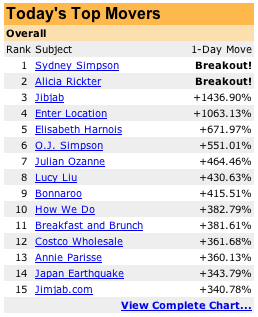 Today's Top Movers
Overall
Rank Subject 1-Day Move
1 Sydney Simpson Breakout!
2 Alicia Rickter Breakout!
3 Jibjab +1436.90%
4 Enter Location +1063.13%
5 Elisabeth Harnois +671.97%
6 O.J. Simpson +551.01%
7 Julian Ozanne +464.46%
8 Lucy Liu +430.63%
9 Bonnaroo +415.51%
10 How We Do +382.79%
11 Breakfast and Brunch +381.61%
12 Costco Wholesale +361.68%
13 Annie Parisse +360.13%
14 Japan Earthquake +343.79%
15 Jimjab.com +340.78%
View Complete Chart...